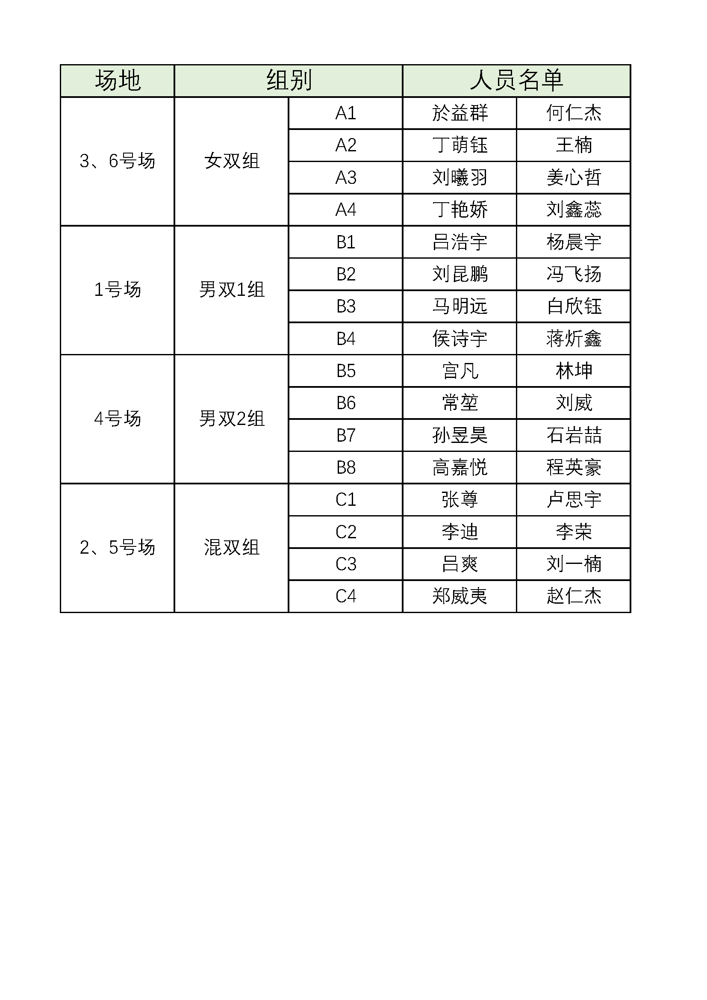 场地 组别 人员名单
3、6号场 女双组 A1 於益群 何仁杰
A2 丁萌钰 王楠
A3 刘曦羽 姜心哲
A4 丁艳娇 刘鑫蕊
1号场 男双1组 B1 吕浩宇 杨晨宇
B2 刘昆鹏 冯飞扬
B3 马明远 白欣钰
B4 侯诗宇 蒋炘鑫
4号场 男双2组 B5 宫凡 林坤
B6 常堃 刘威
B7 孙昱昊 石岩喆
B8 高嘉悦 程英豪
2、5号场 混双组 C1 张尊 卢思宇
C2 李迪 李荣
C3 吕爽 刘一楠
C4 郑威夷 赵仁杰